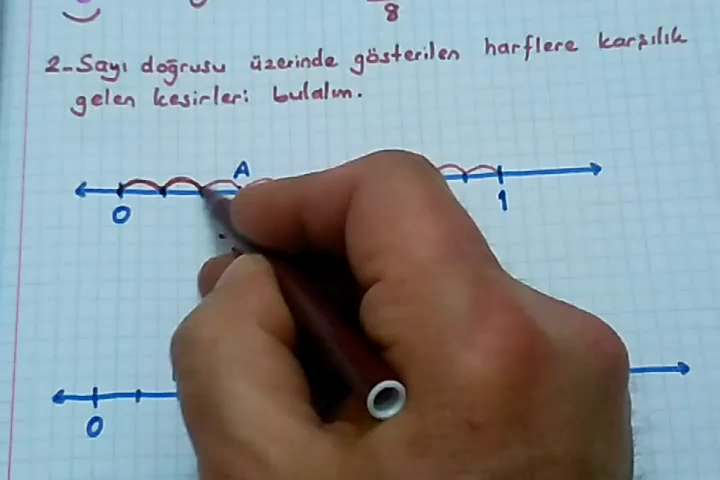 8
2- Sayı doğrusu üzerinde gösterilen harflere karşılık
gelen kesirleri bulalım.
A
0 1
0